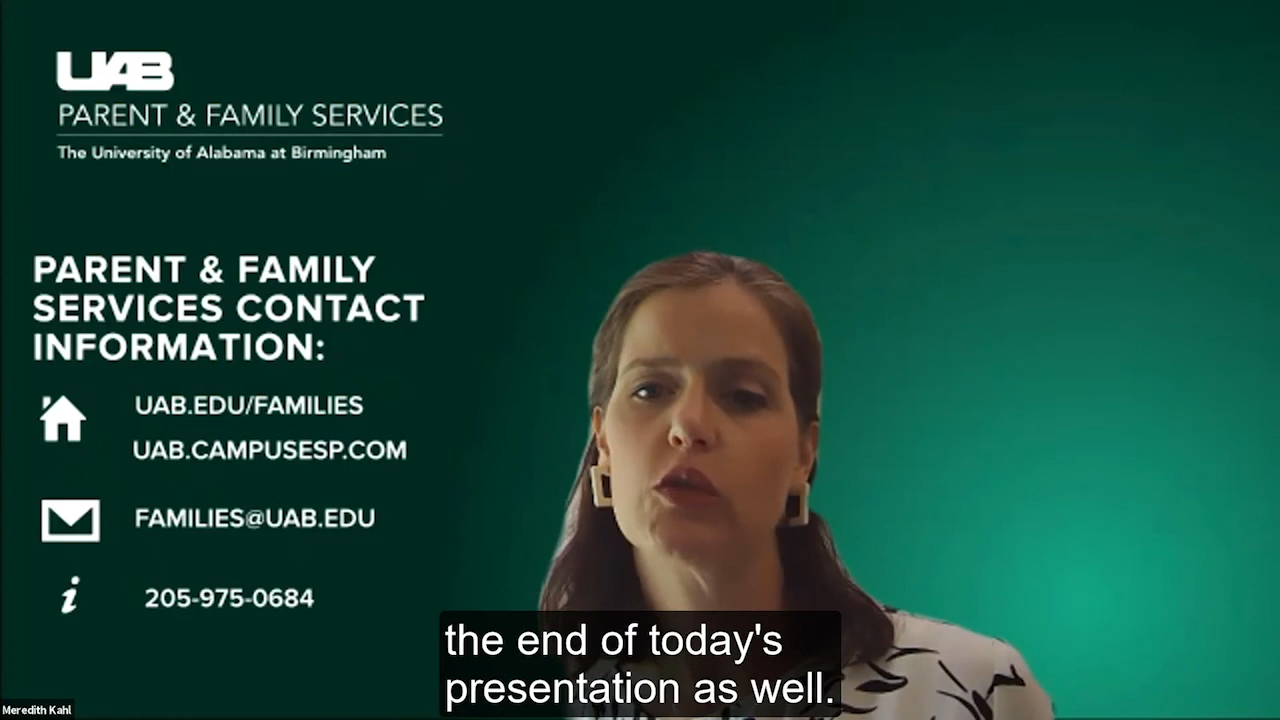 UAB
PARENT & FAMILY SERVICES
The University of Alabama at Birmingham
PARENT & FAMILY
SERVICES CONTACT
INFORMATION:
UAB.EDU/FAMILIES
UAB.CAMPUSESP.COM
FAMILIES@UAB.EDU
i
205-975-0684
the end of today's
presentation as well.
Meredith Kahl